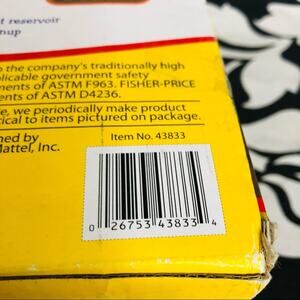 reservoir
nup
the company's traditionally high
plicable government safety
ments of ASTM F963. FISHER-PRICE
ents of ASTM D4236.
e, we periodically make product
tical to items pictured on package.
ned by
Mattel, Inc.
Item No. 43833
0 26753 43833 4